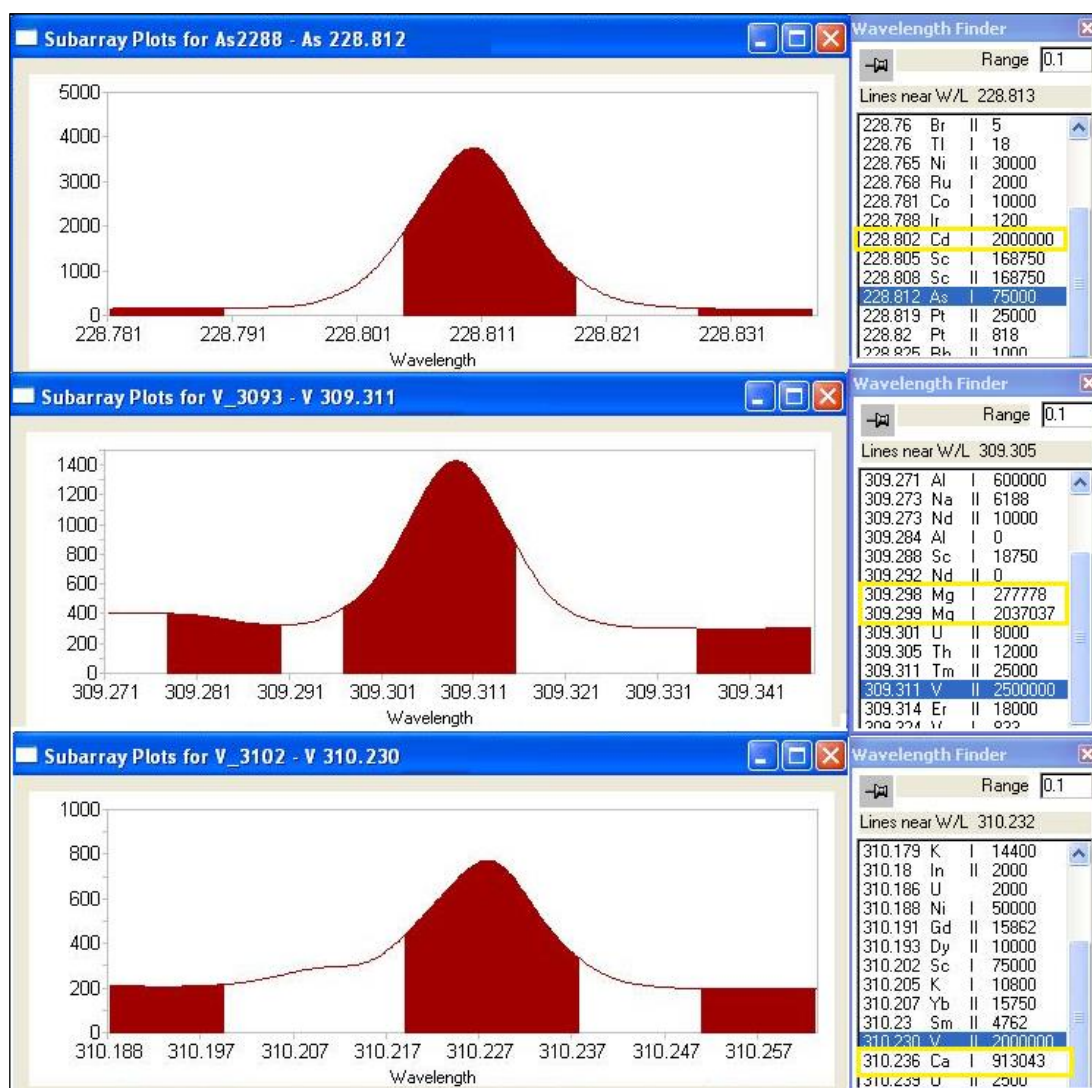 Subarray Plots for As2288 - As 228.812
5000
4000
3000
2000
1000
0
228.781 228.791 228.801 228.811 228.821 228.831
Wavelength
Wavelength Finder
Range 0.1
Lines near W/L 228.813
228.76 Br II 5
228.76 Tl I 18
228.765 Ni II 30000
228.768 Ru I 2000
228.781 Co I 10000
228.788 Ir I 1200
228.802 Cd I 2000000
228.805 Sc I 168750
228.808 Sc II 168750
228.812 As I 75000
228.819 Pt II 25000
228.82 Pt II 818
228.825 Rh II 1000
Subarray Plots for V_3093 - V 309.311
1400
1200
1000
800
600
400
200
0
309.271 309.281 309.291 309.301 309.311 309.321 309.331 309.341
Wavelength
Wavelength Finder
Range 0.1
Lines near W/L 309.305
309.271 Al I 600000
309.273 Na II 6188
309.273 Nd II 10000
309.284 Al I 0
309.288 Sc I 18750
309.292 Nd II 0
309.298 Mg I 277778
309.299 Mg I 2037037
309.301 U II 8000
309.305 Th II 12000
309.311 Tm II 25000
309.311 V II 2500000
309.314 Er II 18000
309.324 V I 833
Subarray Plots for V_3102 - V 310.230
1000
800
600
400
200
0
310.188 310.197 310.207 310.217 310.227 310.237 310.247 310.257
Wavelength
Wavelength Finder
Range 0.1
Lines near W/L 310.232
310.179 K I 14400
310.18 In II 2000
310.186 U 2000
310.188 Ni I 50000
310.191 Gd II 15862
310.193 Dy II 10000
310.202 Sc I 75000
310.205 K I 10800
310.207 Yb II 15750
310.23 Sm II 4762
310.230 V II 2000000
310.236 Ca I 913043
310.239 U II 2500